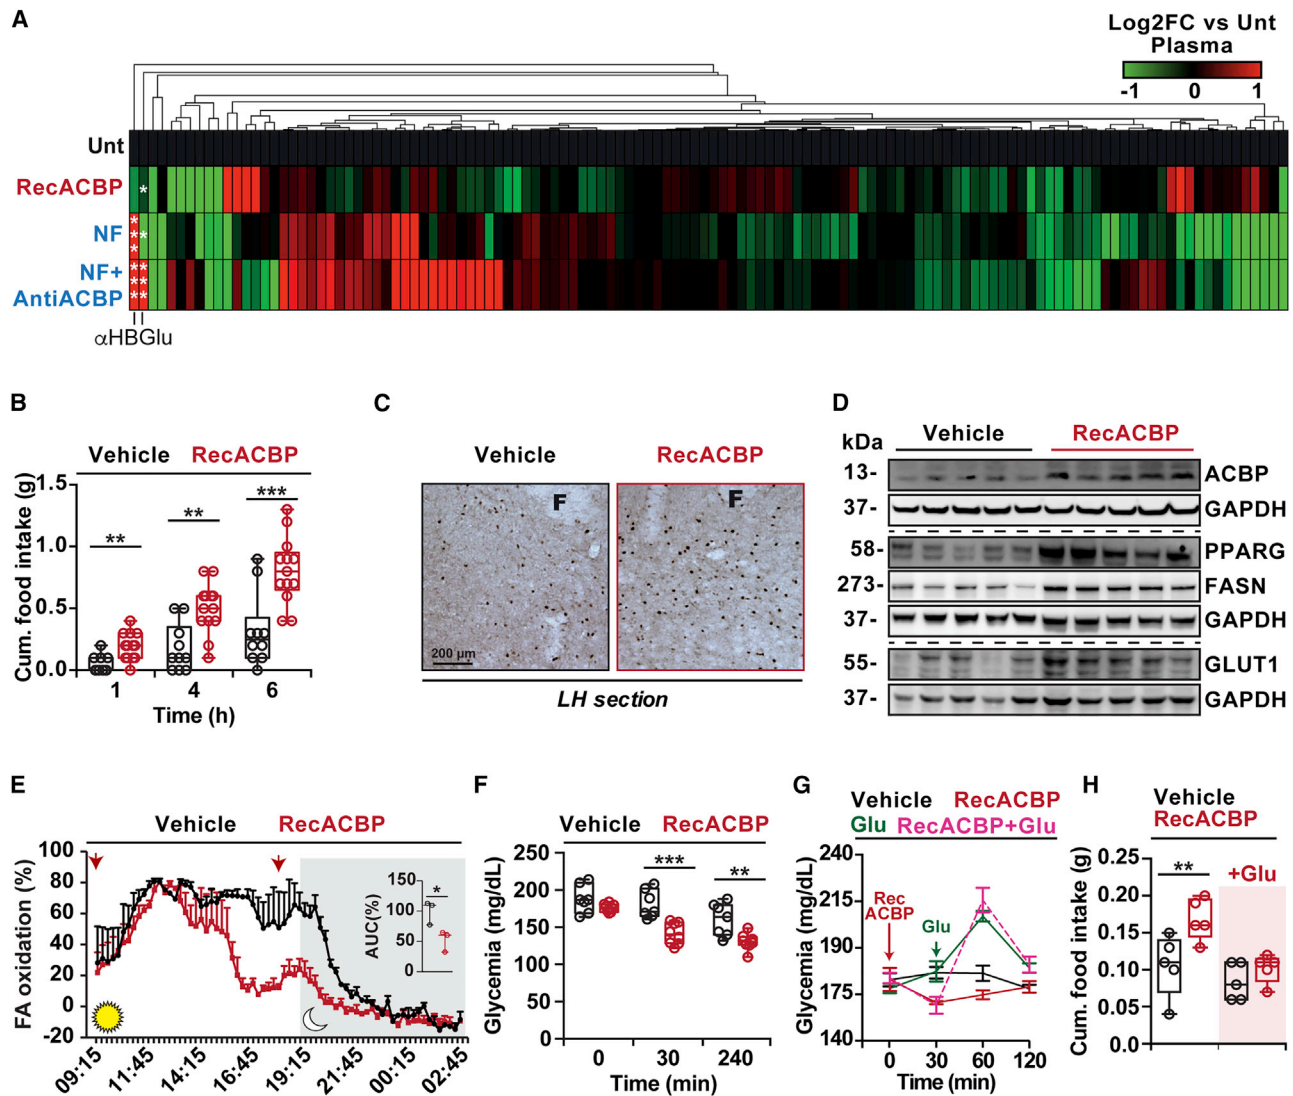 A
Log2FC vs Unt
Plasma
-1 0 1
Unt
RecACBP
*
NF
*
* *
*
NF+
AntiACBP
* *
* *
* *
αHB Glu
B
Vehicle RecACBP
Cum. food intake (g)
1.5
1.0
0.5
0.0
** ** ***
1 4 6
Time (h)
C
Vehicle RecACBP
F F
200 µm
LH section
D
kDa Vehicle RecACBP
13- ACBP
37- GAPDH
58- PPARG
273- FASN
37- GAPDH
55- GLUT1
37- GAPDH
E
Vehicle RecACBP
FA oxidation (%)
100
80
60
40
20
0
-20
AUC(%)
150
100
50
0
*
09:15 11:45 14:15 16:45 19:15 21:45 00:15 02:45
F
Vehicle RecACBP
Glycemia (mg/dL)
250
200
150
100
50
0
*** **
0 30 240
Time (min)
G
Vehicle RecACBP
Glu RecACBP+Glu
Glycemia (mg/dL)
240
215
190
175
140
Rec
ACBP
Glu
0 30 60 120
Time (min)
H
Vehicle
RecACBP
Cum. food intake (g)
0.25
0.20
0.15
0.10
0.05
0.0
**
+Glu